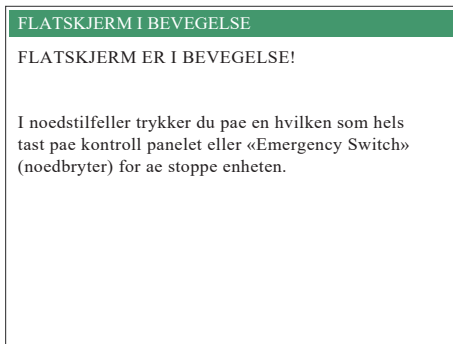 FLATSKJERM I BEVEGELSE
FLATSKJERM ER I BEVEGELSE!
I noedstilfeller trykker du pae en hvilken som hels
tast pae kontroll panelet eller «Emergency Switch»
(noedbryter) for ae stoppe enheten.